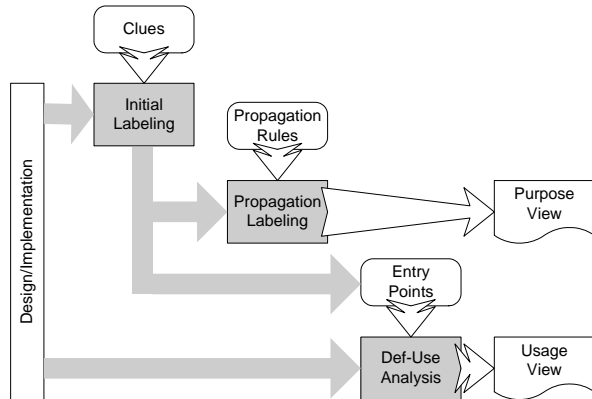 Clues
Initial
Labeling
Propagation
Rules
Propagation
Labeling
Purpose
View
Design/Implementation
Entry
Points
Def-Use
Analysis
Usage
View